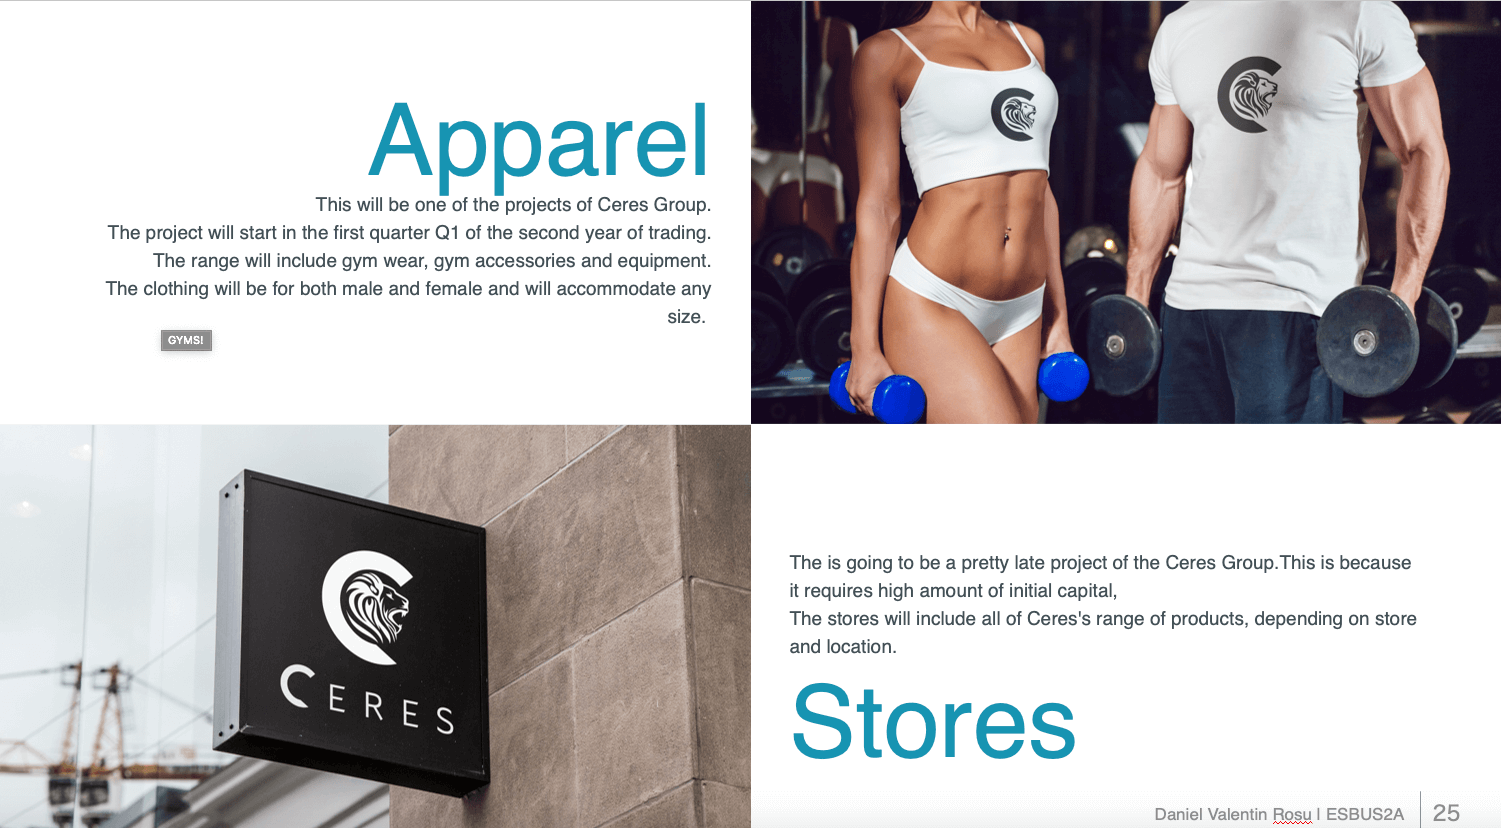 Apparel
This will be one of the projects of Ceres Group.
The project will start in the first quarter Q1 of the second year of trading.
The range will include gym wear, gym accessories and equipment.
The clothing will be for both male and female and will accommodate any
size.
GYMS!
CERES
The is going to be a pretty late project of the Ceres Group.This is because
it requires high amount of initial capital,
The stores will include all of Ceres's range of products, depending on store
and location.
Stores
Daniel Valentin Rosu | ESBUS2A
25